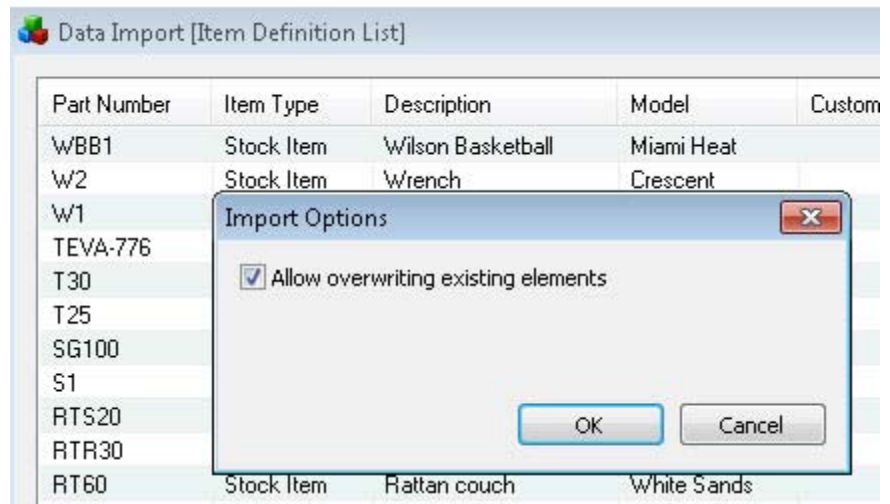 Data Import [Item Definition List]
Part Number Item Type Description Model Custom
WBB1 Stock Item Wilson Basketball Miami Heat
W2 Stock Item Wrench Crescent
W1
Import Options
TEVA-776
Allow overwriting existing elements
T30
T25
SG100
S1
RTS20
OK Cancel
RTR30
RT60 Stock Item Rattan couch White Sands